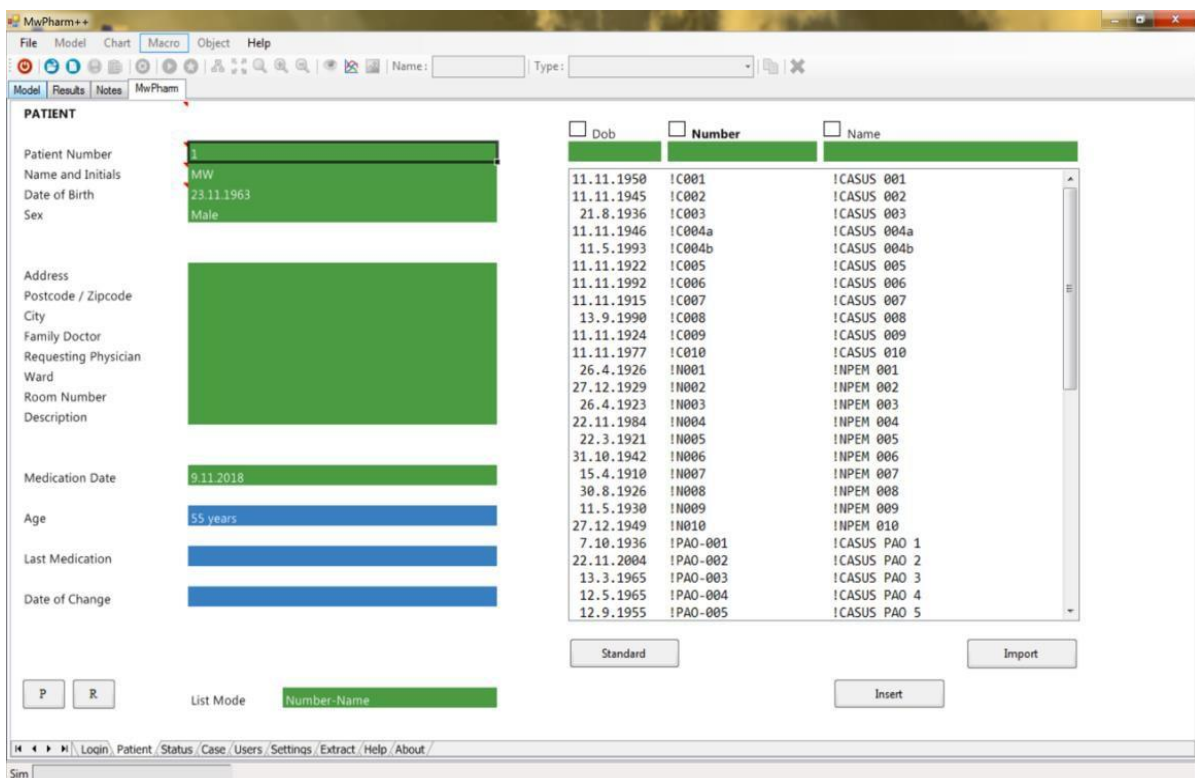 MwPharm++
File Model Chart Macro Object Help
Name: Type:
Model Results Notes MwPharm
PATIENT
Patient Number 1
Name and Initials MW
Date of Birth 23.11.1963
Sex Male
Address
Postcode / Zipcode
City
Family Doctor
Requesting Physician
Ward
Room Number
Description
Medication Date 9.11.2018
Age 55 years
Last Medication
Date of Change
P R List Mode Number-Name
Dob Number Name
11.11.1950 !C001 !CASUS 001
11.11.1945 !C002 !CASUS 002
21.8.1936 !C003 !CASUS 003
11.11.1946 !C004a !CASUS 004a
11.5.1993 !C004b !CASUS 004b
11.11.1922 !C005 !CASUS 005
11.11.1992 !C006 !CASUS 006
11.11.1915 !C007 !CASUS 007
13.9.1990 !C008 !CASUS 008
11.11.1924 !C009 !CASUS 009
11.11.1977 !C010 !CASUS 010
26.4.1926 !N001 !NPEM 001
27.12.1929 !N002 !NPEM 002
26.4.1923 !N003 !NPEM 003
22.11.1984 !N004 !NPEM 004
22.3.1921 !N005 !NPEM 005
31.10.1942 !N006 !NPEM 006
15.4.1910 !N007 !NPEM 007
30.8.1926 !N008 !NPEM 008
11.5.1930 !N009 !NPEM 009
27.12.1949 !N010 !NPEM 010
7.10.1936 !PAO-001 !CASUS PAO 1
22.11.2004 !PAO-002 !CASUS PAO 2
13.3.1965 !PAO-003 !CASUS PAO 3
12.5.1965 !PAO-004 !CASUS PAO 4
12.9.1955 !PAO-005 !CASUS PAO 5
Standard Import
Insert
Login Patient Status Case Users Settings Extract Help About
Sim